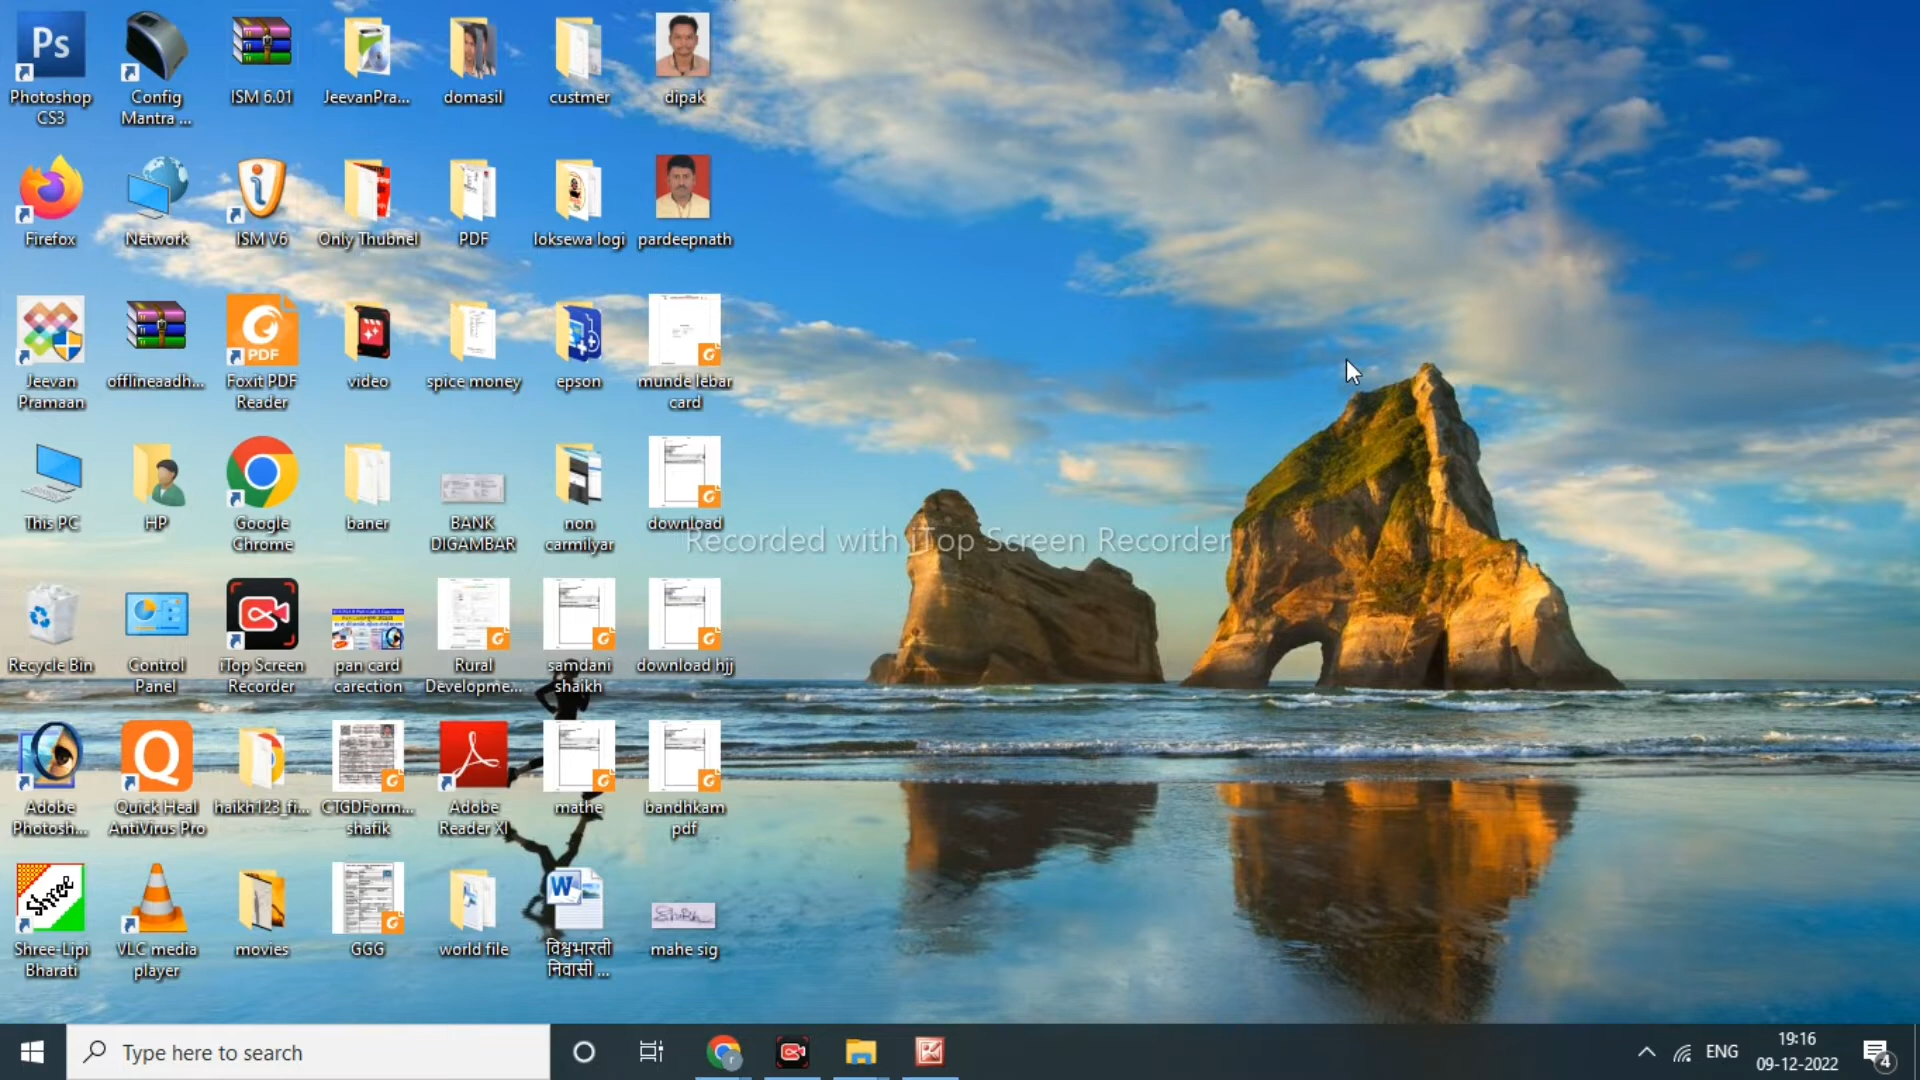 Photoshop CS3
Config Mantra ...
ISM 6.01
JeevanPra...
domasil
custmer
dipak
Firefox
Network
ISM V6
Only Thubnel
PDF
loksewa logi
pardeepnath
Jeevan Pramaan
offlineaadh...
Foxit PDF Reader
video
spice money
epson
munde lebar card
This PC
HP
Google Chrome
baner
BANK DIGAMBAR
non carmilyar
download
Recorded with iTop Screen Recorder
Recycle Bin
Control Panel
iTop Screen Recorder
pan card carection
Rural Developme...
samdani shaikh
download hjj
Adobe Photosh...
Quick Heal AntiVirus Pro
haikh123_fi...
CTGDForm... shafik
Adobe Reader XI
mathe
bandhkam pdf
Shree-Lipi Bharati
VLC media player
movies
GGG
world file
विश्वभारती निवासी ...
mahe sig
Type here to search
ENG
19:16
09-12-2022
4